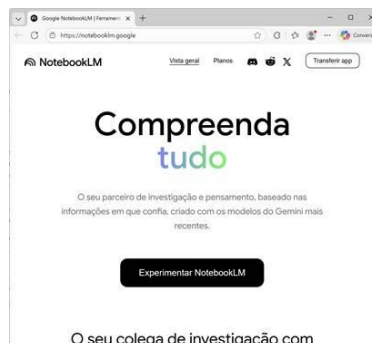 Google NotebookLM | Ferramen
https://notebooklm.google
Convers
NotebookLM
Vista geral
Planos
Transferir app
Compreenda
tudo
O seu parceiro de investigação e pensamento, baseado nas
informações em que confia, criado com os modelos do Gemini mais
recentes.
Experimentar NotebookLM
O seu colega de investigação com